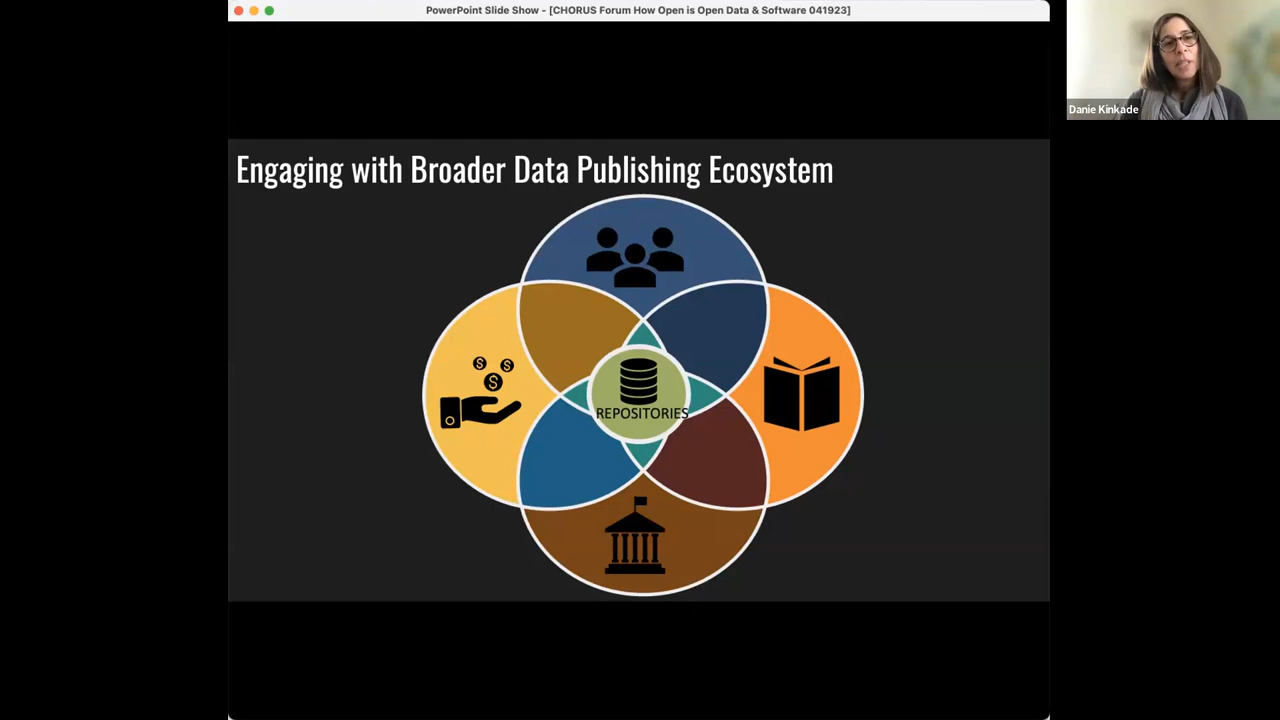 PowerPoint Slide Show - [CHORUS Forum How Open is Open Data & Software 041923]
Danie Kinkade
Engaging with Broader Data Publishing Ecosystem
$ $
$
REPOSITORIES